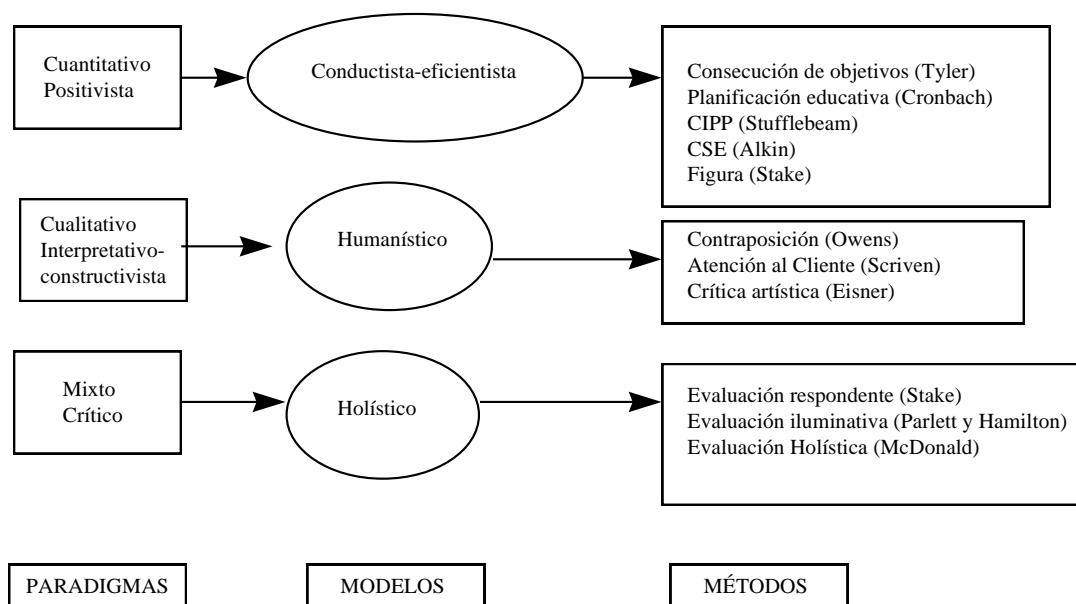 Cuantitativo
Positivista
Conductista-eficientista
Consecución de objetivos (Tyler)
Planificación educativa (Cronbach)
CIPP (Stufflebeam)
CSE (Alkin)
Figura (Stake)
Cualitativo
Interpretativo-
constructivista
Humanístico
Contraposición (Owens)
Atención al Cliente (Scriven)
Crítica artística (Eisner)
Mixto
Crítico
Holístico
Evaluación respondente (Stake)
Evaluación iluminativa (Parlett y Hamilton)
Evaluación Holística (McDonald)
PARADIGMAS
MODELOS
MÉTODOS